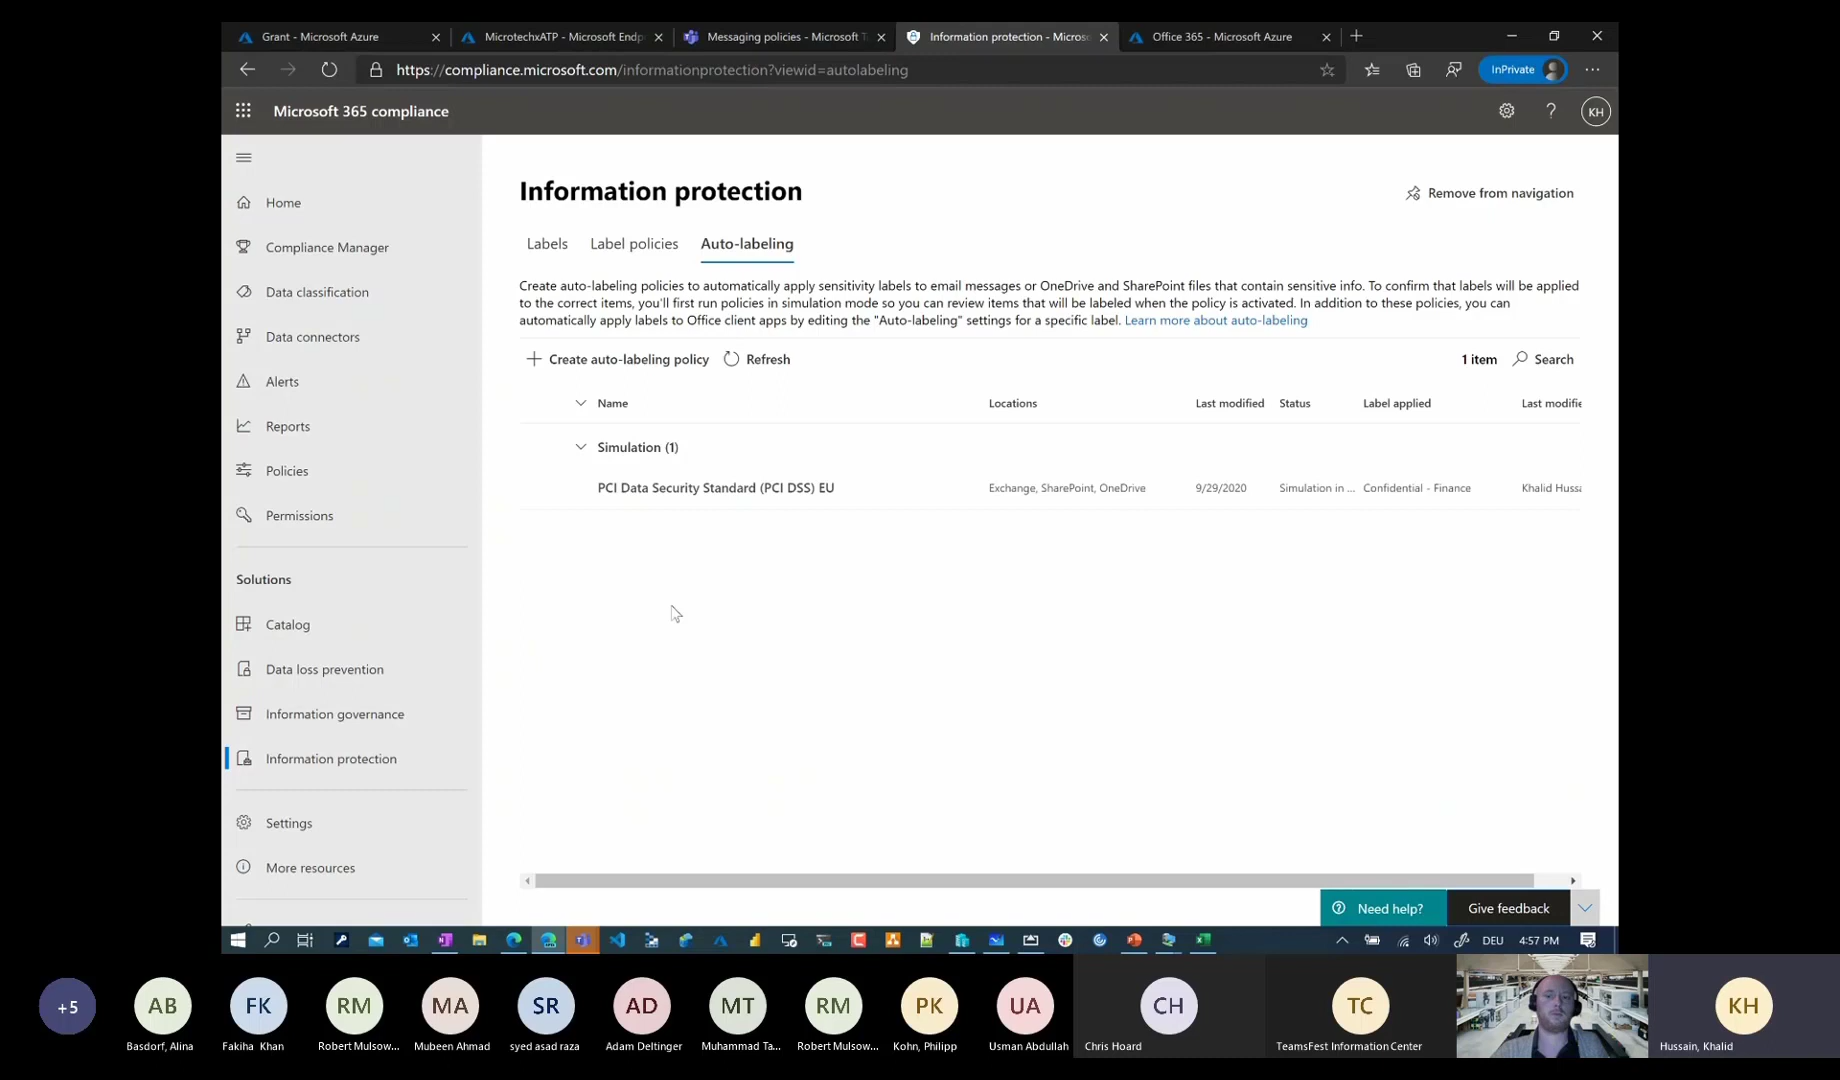 Grant - Microsoft Azure
MicrotechxATP - Microsoft Endp
Messaging policies - Microsoft T
Information protection - Micros
Office 365 - Microsoft Azure
https://compliance.microsoft.com/informationprotection?viewid=autolabeling
InPrivate
Microsoft 365 compliance
KH
Home
Compliance Manager
Data classification
Data connectors
Alerts
Reports
Policies
Permissions
Solutions
Catalog
Data loss prevention
Information governance
Information protection
Settings
More resources
Information protection
Remove from navigation
Labels Label policies Auto-labeling
Create auto-labeling policies to automatically apply sensitivity labels to email messages or OneDrive and SharePoint files that contain sensitive info. To confirm that labels will be applied
to the correct items, you'll first run policies in simulation mode so you can review items that will be labeled when the policy is activated. In addition to these policies, you can
automatically apply labels to Office client apps by editing the "Auto-labeling" settings for a specific label. Learn more about auto-labeling
Create auto-labeling policy Refresh 1 item Search
Name Locations Last modified Status Label applied Last modifie
Simulation (1)
PCI Data Security Standard (PCI DSS) EU Exchange, SharePoint, OneDrive 9/29/2020 Simulation in ... Confidential - Finance Khalid Hussa
Need help? Give feedback
DEU 4:57 PM
+5 AB FK RM MA SR AD MT RM PK UA CH TC KH
Basdorf, Alina Fakiha Khan Robert Mulsow... Mubeen Ahmad syed asad raza Adam Deltinger Muhammad Ta... Robert Mulsow... Kohn, Philipp Usman Abdullah Chris Hoard TeamsFest Information Center Hussain, Khalid